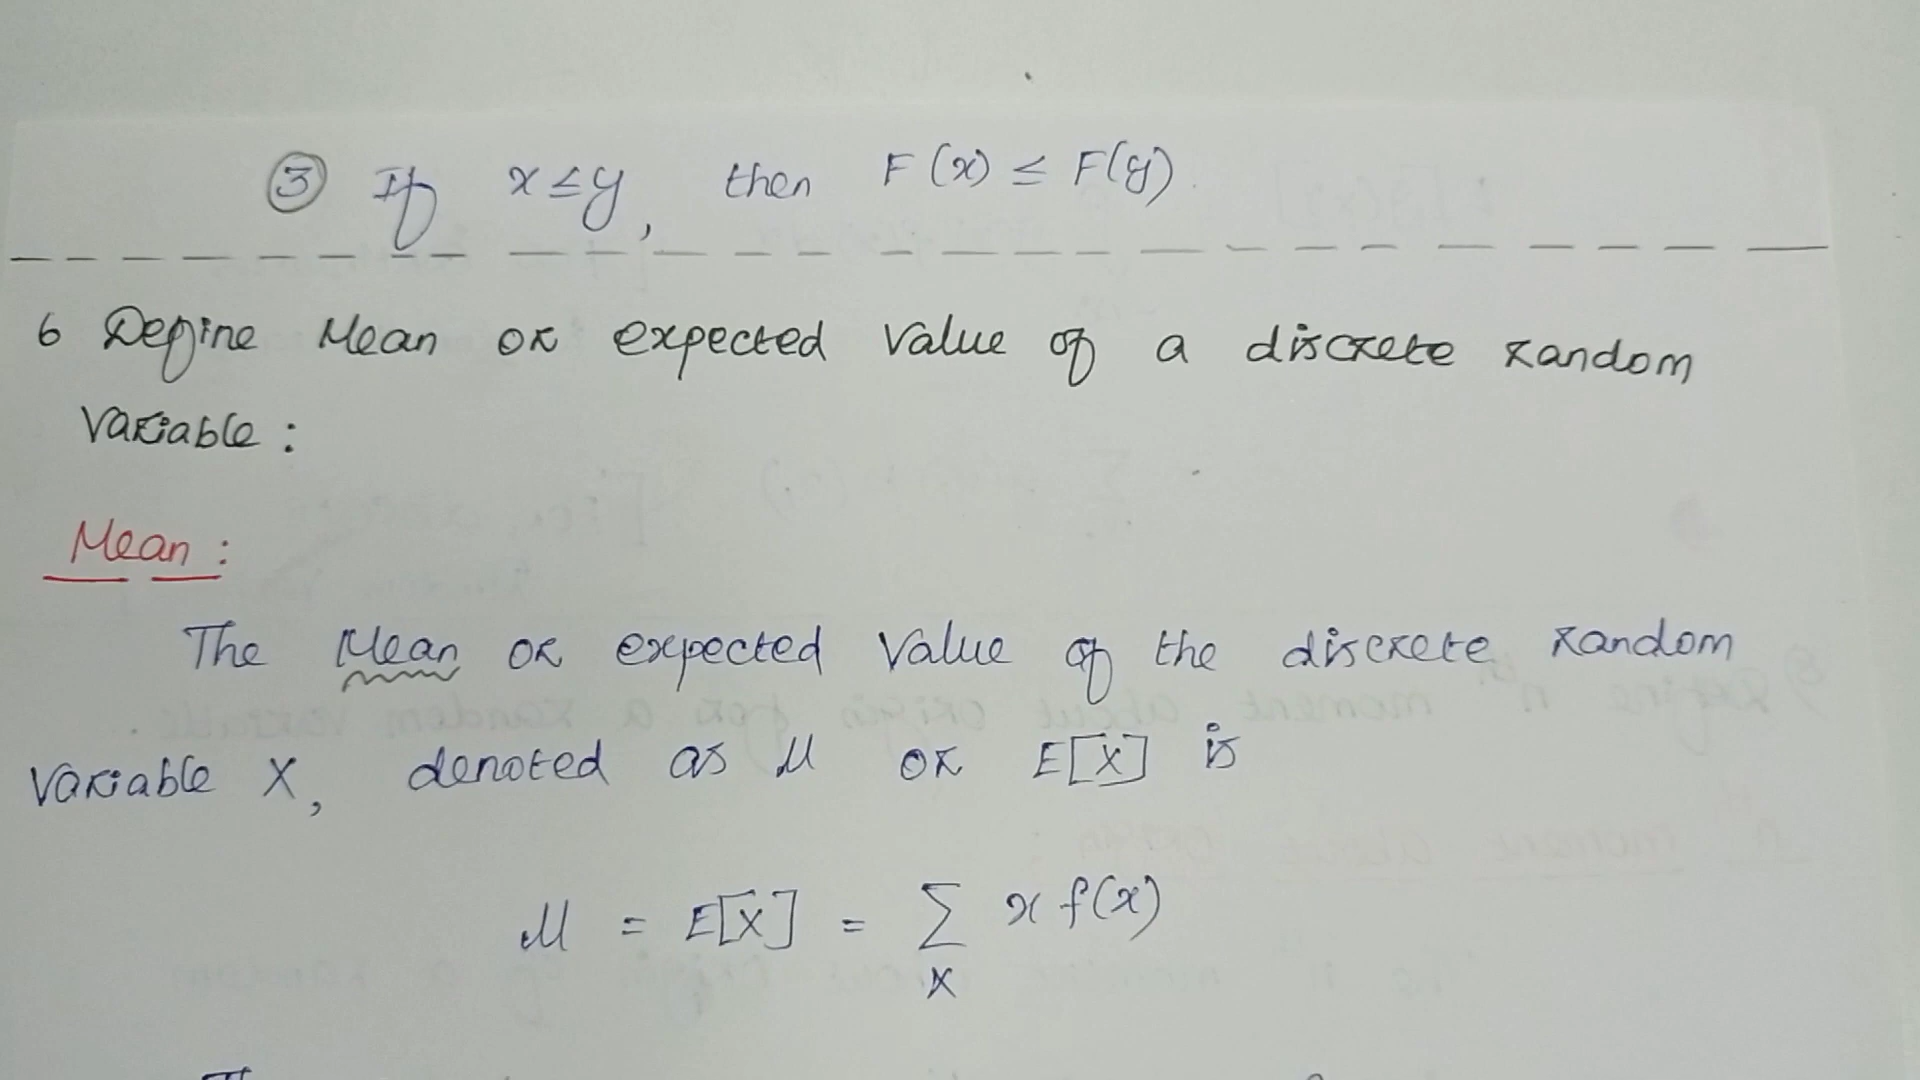 ③ If x ≤ y, then F(x) ≤ F(y)
6 Define Mean or expected Value of a discrete random
Variable :
Mean :
The Mean or expected Value of the discrete random
Variable X, denoted as μ or E[X] is
μ = E[X] = ∑ x f(x)
x